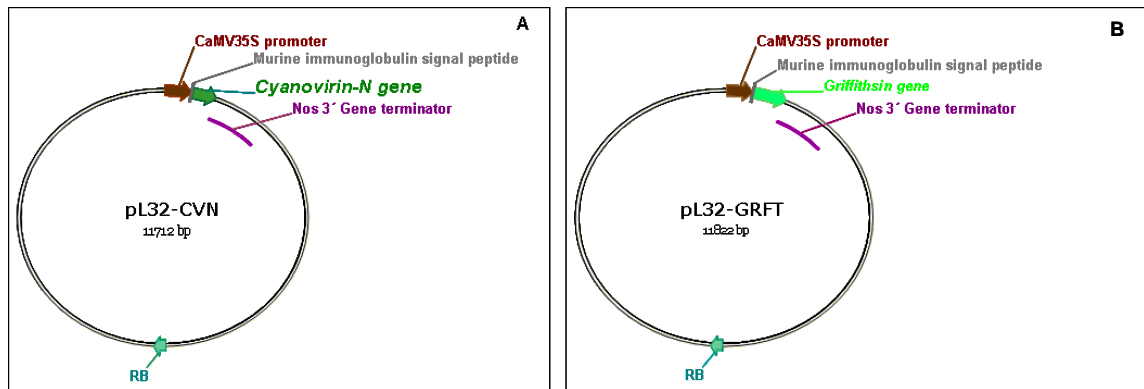 A
CaMV35S promoter
Murine immunoglobulin signal peptide
Cyanovirin-N gene
Nos 3´ Gene terminator
pL32-CVN
11712 bp
RB
B
CaMV35S promoter
Murine immunoglobulin signal peptide
Griffithsin gene
Nos 3´ Gene terminator
pL32-GRFT
11822 bp
RB